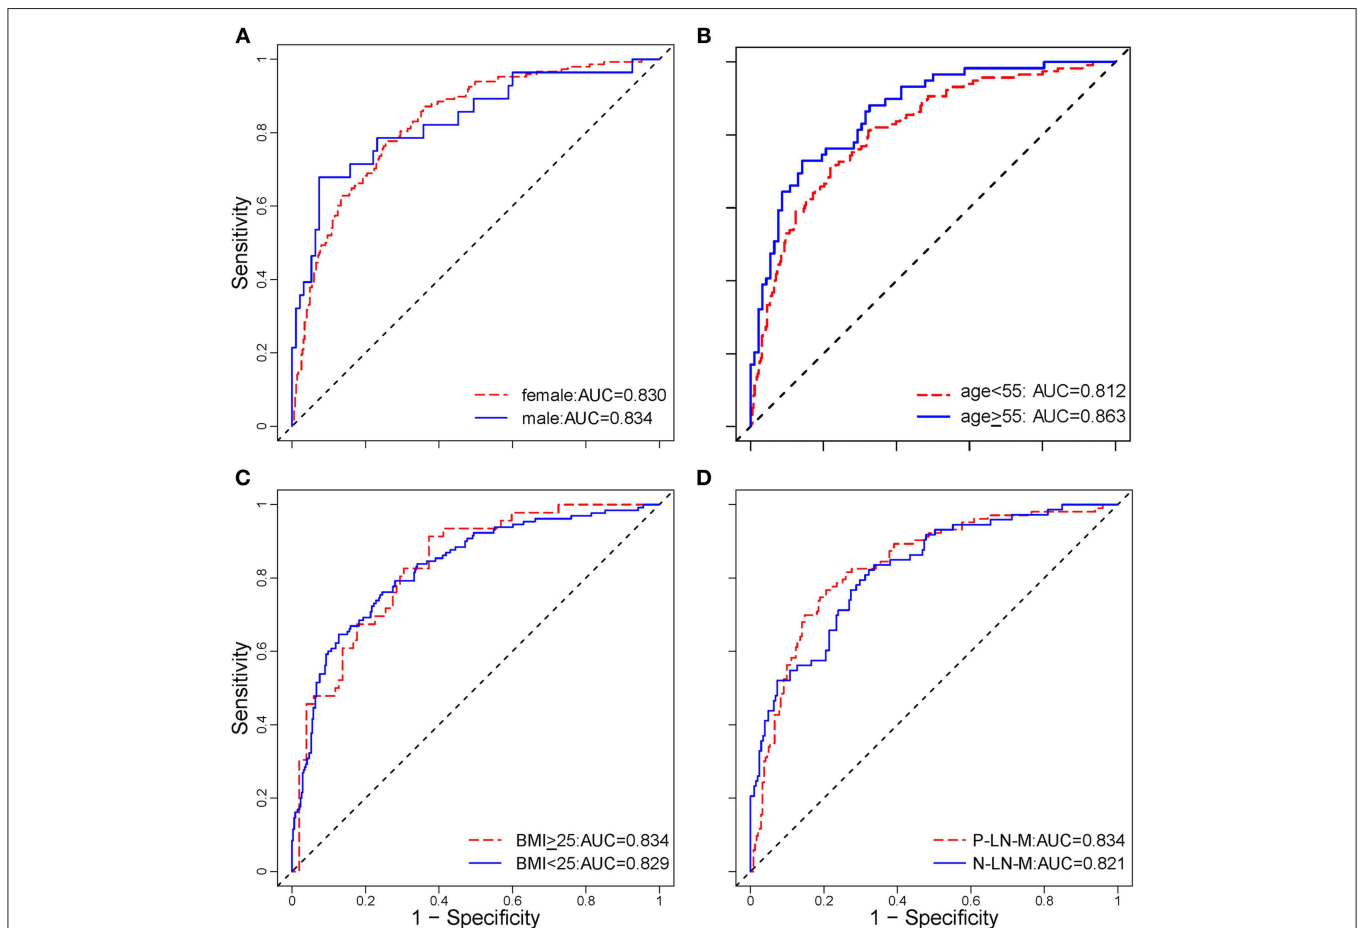 A
B
1
0.8
0.6
0.4
0.2
0
Sensitivity
female:AUC=0.830
male:AUC=0.834
age<55: AUC=0.812
age≥55: AUC=0.863
C
D
1
0.8
0.6
0.4
0.2
0
Sensitivity
BMI≥25:AUC=0.834
BMI<25:AUC=0.829
P-LN-M:AUC=0.834
N-LN-M:AUC=0.821
0 0.2 0.4 0.6 0.8 1
0 0.2 0.4 0.6 0.8 1
1 − Specificity
1 − Specificity